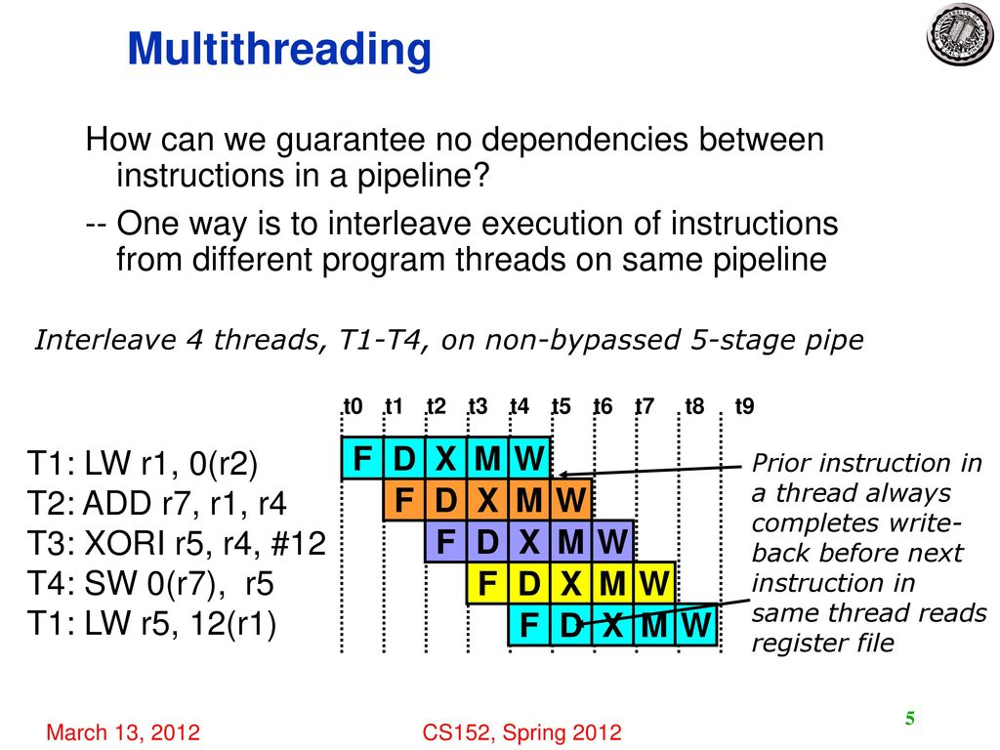 Multithreading
How can we guarantee no dependencies between
instructions in a pipeline?
-- One way is to interleave execution of instructions
from different program threads on same pipeline
Interleave 4 threads, T1-T4, on non-bypassed 5-stage pipe
t0 t1 t2 t3 t4 t5 t6 t7 t8 t9
T1: LW r1, 0(r2)
T2: ADD r7, r1, r4
T3: XORI r5, r4, #12
T4: SW 0(r7), r5
T1: LW r5, 12(r1)
F D X M W
F D X M W
F D X M W
F D X M W
F D X M W
Prior instruction in
a thread always
completes write-
back before next
instruction in
same thread reads
register file
March 13, 2012
CS152, Spring 2012
5